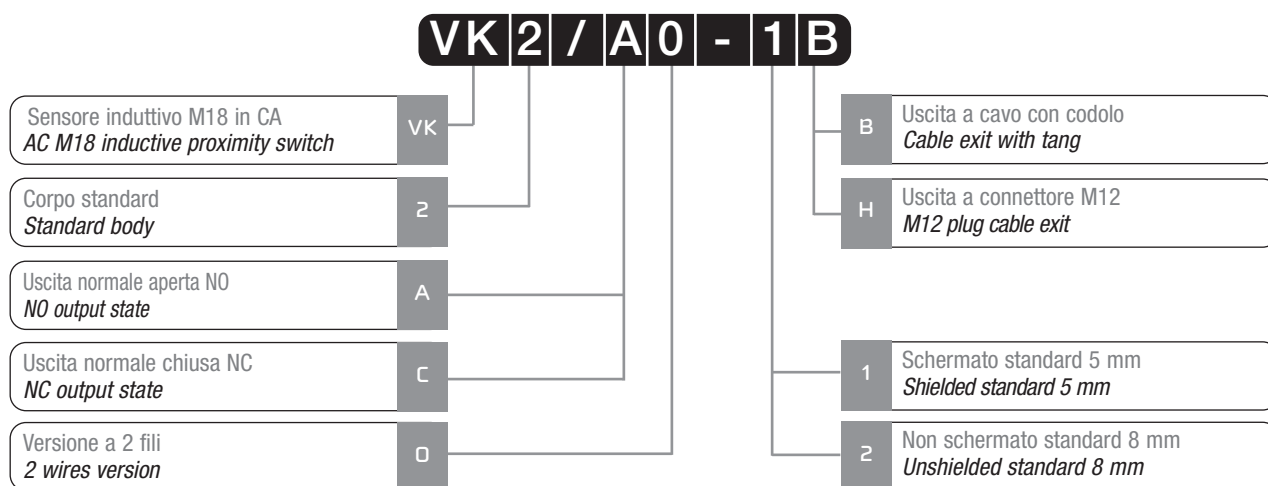 VK2/A0-1B
Sensore induttivo M18 in CA
AC M18 inductive proximity switch
VK
Corpo standard
Standard body
2
Uscita normale aperta NO
NO output state
A
Uscita normale chiusa NC
NC output state
C
Versione a 2 fili
2 wires version
0
B
Uscita a cavo con codolo
Cable exit with tang
H
Uscita a connettore M12
M12 plug cable exit
1
Schermato standard 5 mm
Shielded standard 5 mm
2
Non schermato standard 8 mm
Unshielded standard 8 mm